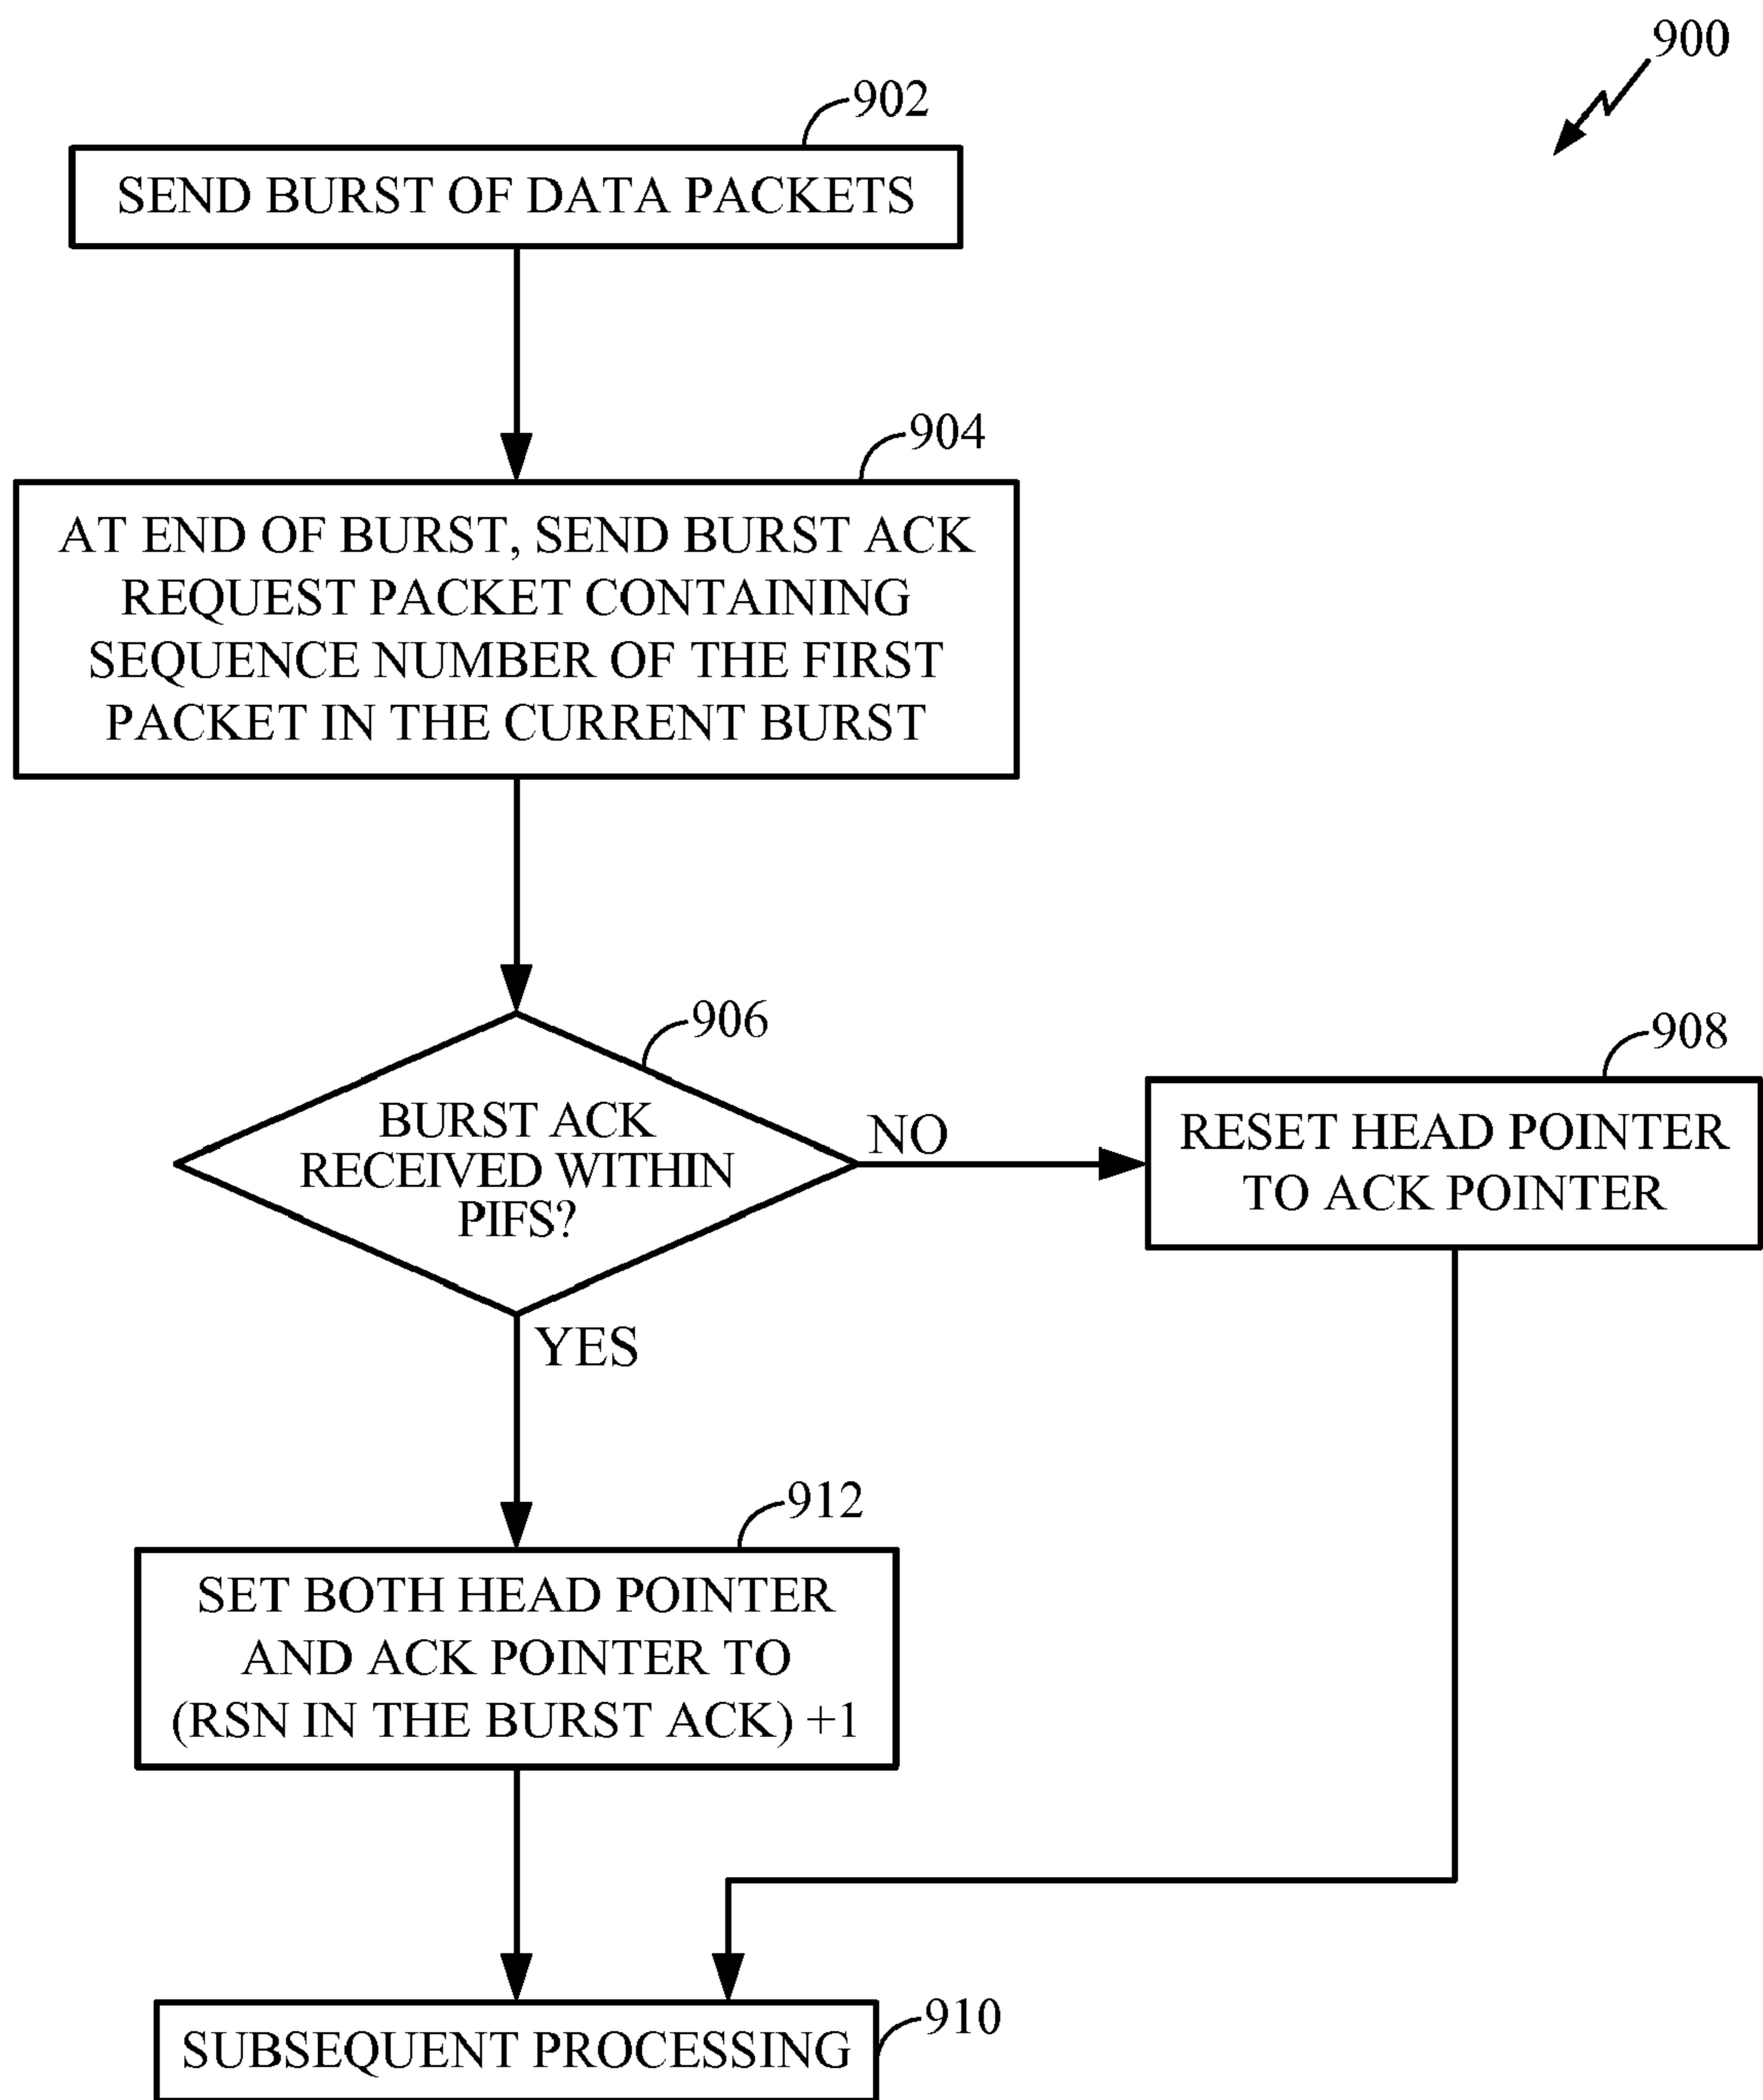 900
902
SEND BURST OF DATA PACKETS
904
AT END OF BURST, SEND BURST ACK
REQUEST PACKET CONTAINING
SEQUENCE NUMBER OF THE FIRST
PACKET IN THE CURRENT BURST
906
BURST ACK
RECEIVED WITHIN
PIFS?
NO
908
RESET HEAD POINTER
TO ACK POINTER
YES
912
SET BOTH HEAD POINTER
AND ACK POINTER TO
(RSN IN THE BURST ACK) +1
910
SUBSEQUENT PROCESSING